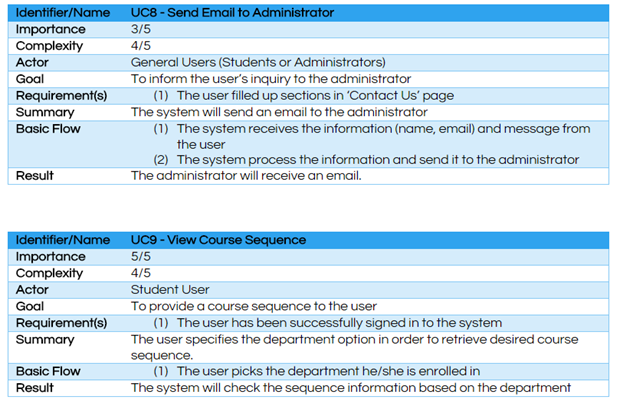 Identifier/Name UC8 - Send Email to Administrator
Importance 3/5
Complexity 4/5
Actor General Users (Students or Administrators)
Goal To inform the user's inquiry to the administrator
Requirement(s) (1) The user filled up sections in 'Contact Us' page
Summary The system will send an email to the administrator
Basic Flow (1) The system receives the information (name, email) and message from
the user
(2) The system process the information and send it to the administrator
Result The administrator will receive an email.
Identifier/Name UC9 - View Course Sequence
Importance 5/5
Complexity 4/5
Actor Student User
Goal To provide a course sequence to the user
Requirement(s) (1) The user has been successfully signed in to the system
Summary The user specifies the department option in order to retrieve desired course
sequence.
Basic Flow (1) The user picks the department he/she is enrolled in
Result The system will check the sequence information based on the department